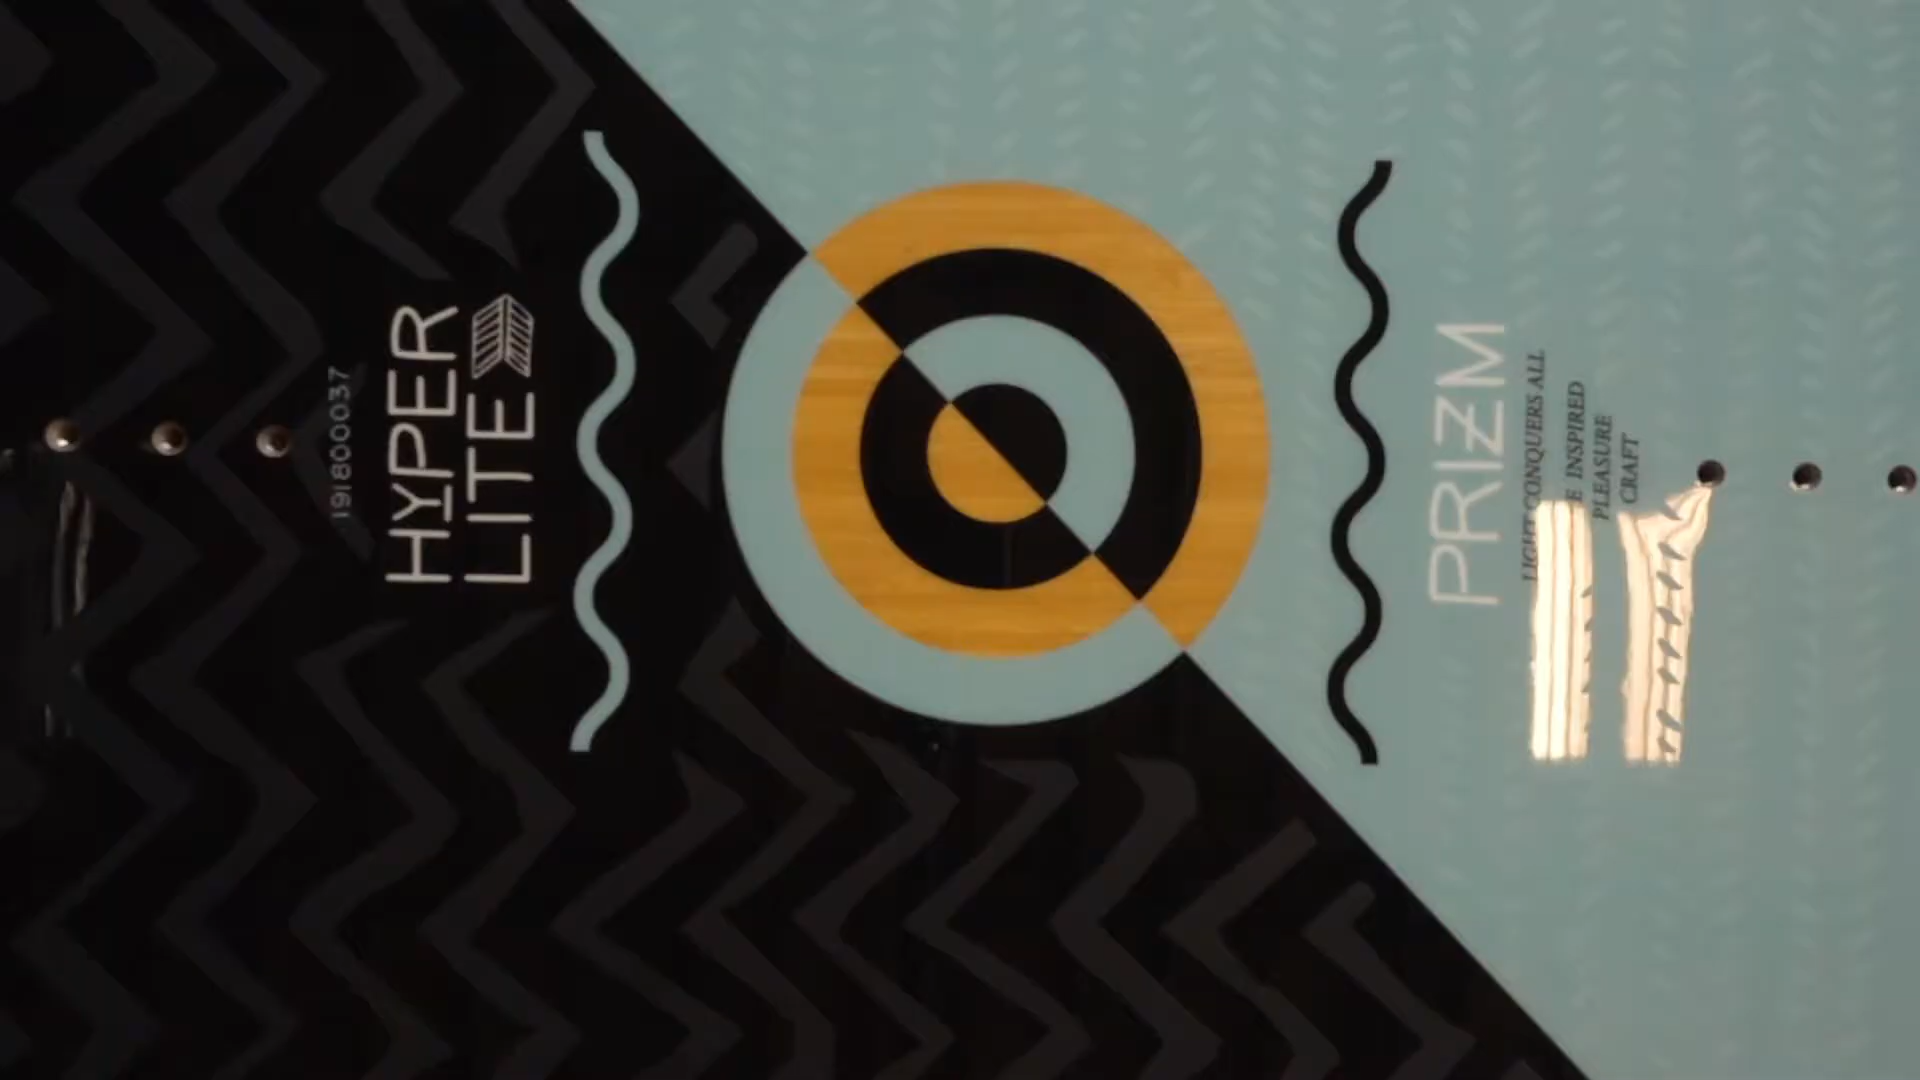 191800037
HYPER
LITE
PRIZM
LIGHT CONQUERS ALL
INSPIRED
PLEASURE
CRAFT